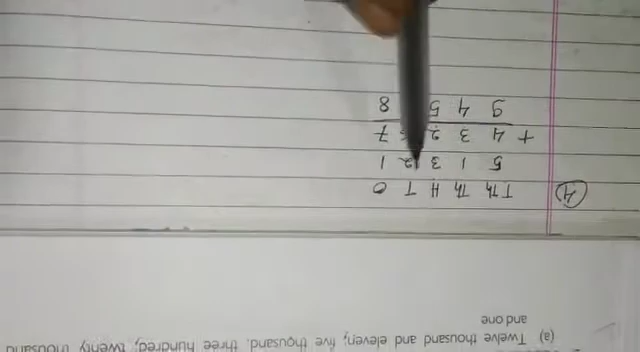 (a) Twelve thousand and eleven; five thousand, three hundred; twenty thousand
and one
(A) TTh Th H T O
5 1 3 2 1
+ 4 3 2 7
9 4 5 8